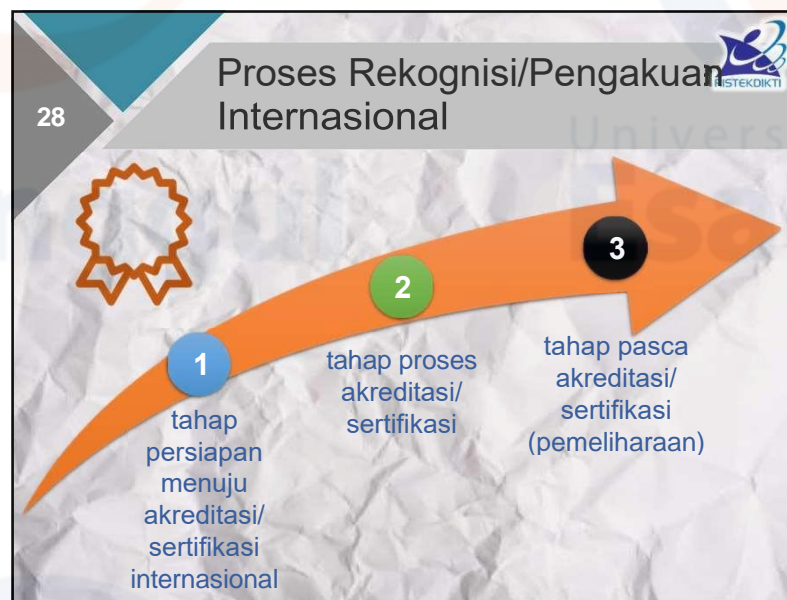 28
Proses Rekognisi/Pengakuan
Internasional
RISTEKDIKTI
1
tahap
persiapan
menuju
akreditasi/
sertifikasi
internasional
2
tahap proses
akreditasi/
sertifikasi
3
tahap pasca
akreditasi/
sertifikasi
(pemeliharaan)